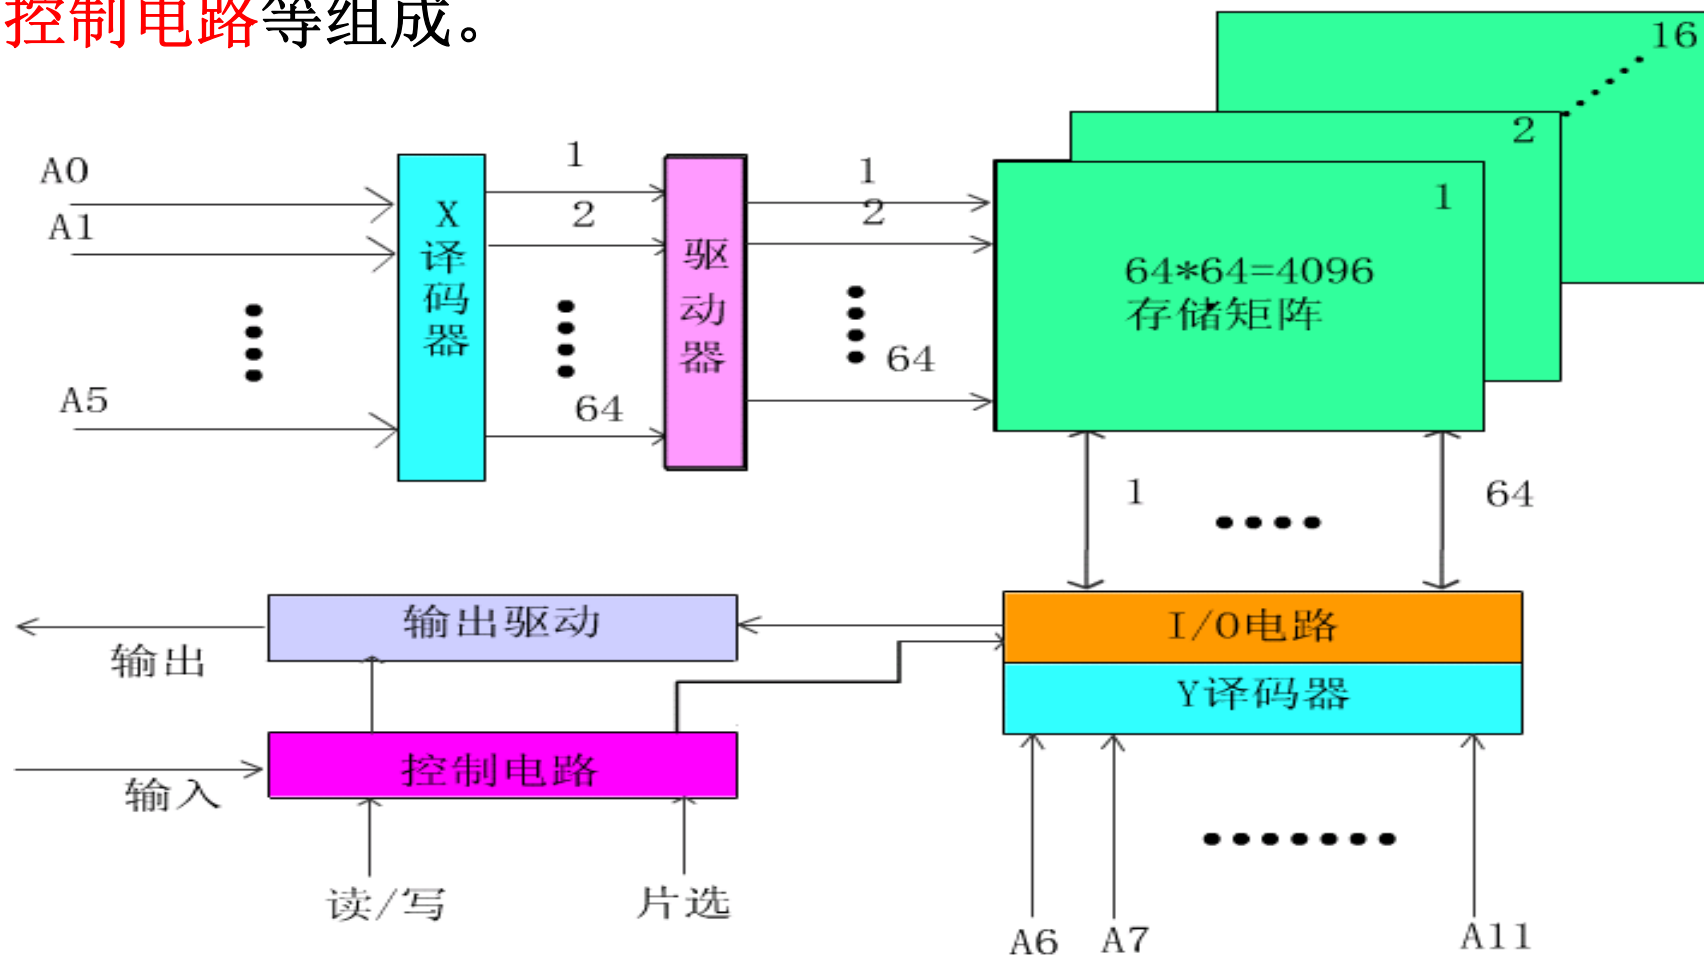 控制电路等组成。
16
2
1
A0
A1
A5
X译码器
1
2
64
驱动器
1
2
64
64*64=4096
存储矩阵
1
64
输出驱动
输出
I/O电路
Y译码器
控制电路
输入
读/写
片选
A6
A7
A11